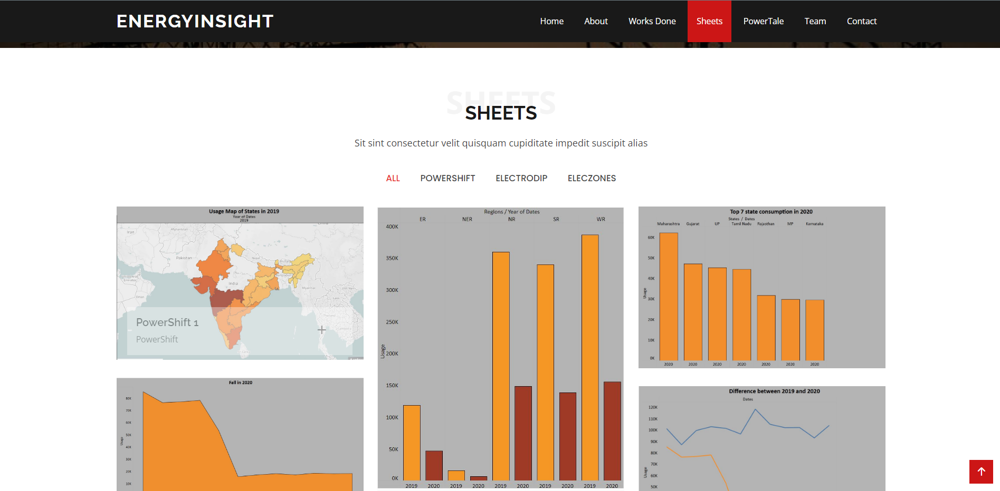 ENERGYINSIGHT
Home About Works Done Sheets PowerTale Team Contact
SHEETS
SHEETS
Sit sint consectetur velit quisquam cupiditate impedit suscipit alias
ALL POWERSHIFT ELECTRODIP ELECZONES
Usage Map of States in 2019
Year of Dates
2019
Iran
Afghanistan
Pakistan
Nepal
Bhutan
Bangladesh
United Arab
Emirates
India
Oman
Myanmar
Laos
Thailand
PowerShift 1
PowerShift
Regions / Year of Dates
ER NER NR SR WR
400K
350K
300K
250K
Usage
200K
150K
100K
50K
0K
2019 2020 2019 2020 2019 2020 2019 2020 2019 2020
Top 7 state consumption in 2020
States / Dates
Maharashtra Gujarat UP Tamil Nadu Rajasthan MP Karnataka
60K
50K
40K
Usage
30K
20K
10K
0K
2020 2020 2020 2020 2020 2020 2020
Fall in 2020
80K
70K
60K
50K
Usage
40K
30K
20K
10K
Difference between 2019 and 2020
Dates
120K
110K
100K
90K
80K
70K
Usage
60K
50K